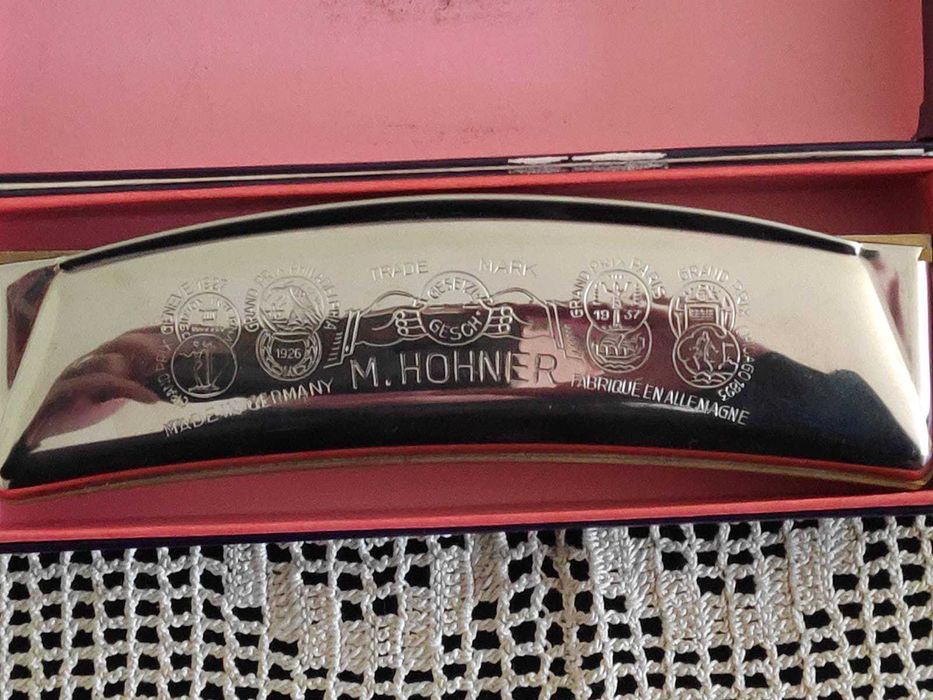 GRAND PRIX GENEVE 1927
GRAND PRIX PHILADELPHIA
1926
TRADE MARK
GESETZL.
GESCH.
GRAND PRIX PARIS
1937
GRAND PRIX CHICAGO 1893
M. HOHNER
MADE IN GERMANY
FABRIQUÉ EN ALLEMAGNE